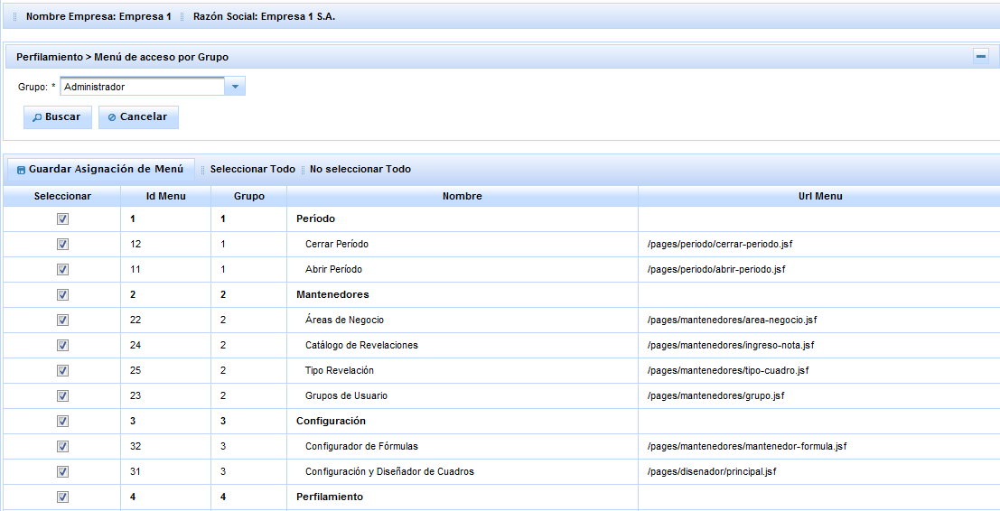 Nombre Empresa: Empresa 1 Razón Social: Empresa 1 S.A.
Perfilamiento > Menú de acceso por Grupo
Grupo: * Administrador
Buscar Cancelar
Guardar Asignación de Menú Seleccionar Todo No seleccionar Todo
Seleccionar Id Menu Grupo Nombre Url Menu
1 1 Período
12 1 Cerrar Período /pages/periodo/cerrar-periodo.jsf
11 1 Abrir Período /pages/periodo/abrir-periodo.jsf
2 2 Mantenedores
22 2 Áreas de Negocio /pages/mantenedores/area-negocio.jsf
24 2 Catálogo de Revelaciones /pages/mantenedores/ingreso-nota.jsf
25 2 Tipo Revelación /pages/mantenedores/tipo-cuadro.jsf
23 2 Grupos de Usuario /pages/mantenedores/grupo.jsf
3 3 Configuración
32 3 Configurador de Fórmulas /pages/mantenedores/mantenedor-formula.jsf
31 3 Configuración y Diseñador de Cuadros /pages/disenador/principal.jsf
4 4 Perfilamiento